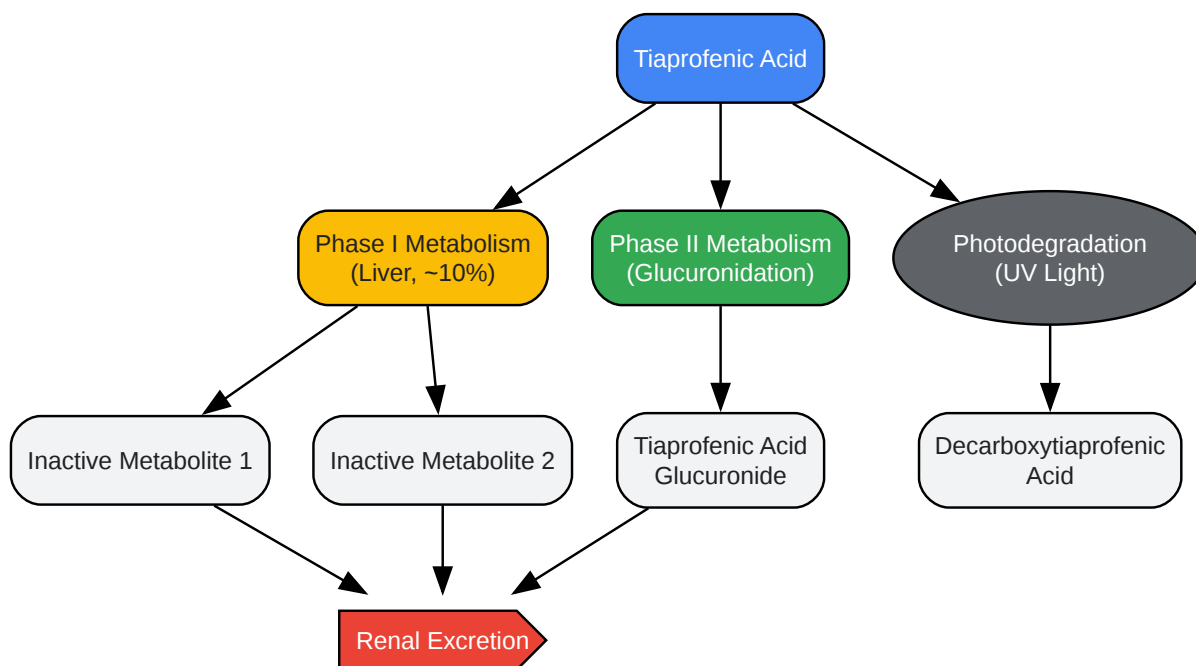 Tiaprofenic Acid
Phase I Metabolism
(Liver, ~10%)
Phase II Metabolism
(Glucuronidation)
Photodegradation
(UV Light)
Inactive Metabolite 1
Inactive Metabolite 2
Tiaprofenic Acid
Glucuronide
Decarboxytiaprofenic
Acid
Renal Excretion